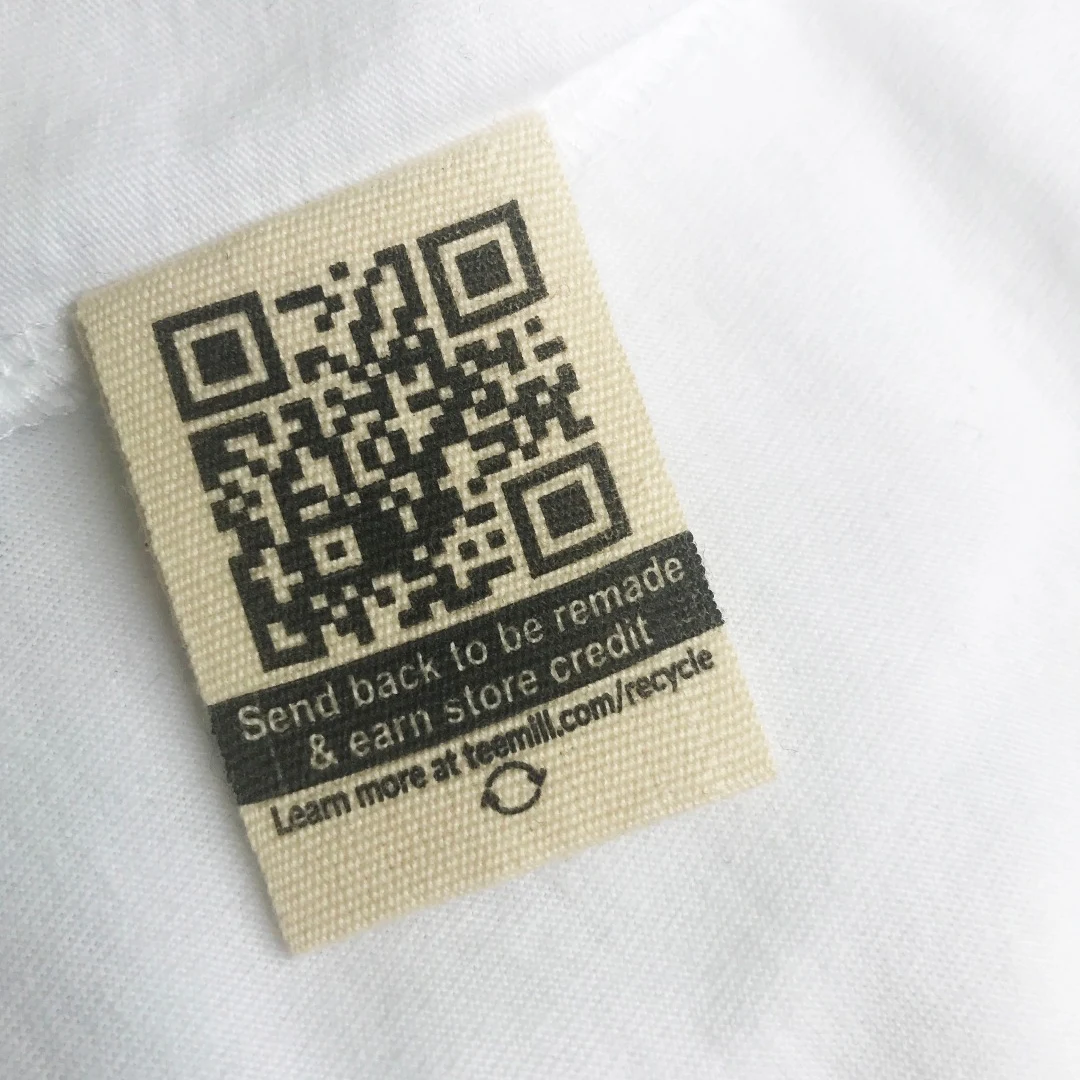 Send back to be remade
& earn store credit
Learn more at teemill.com/recycle